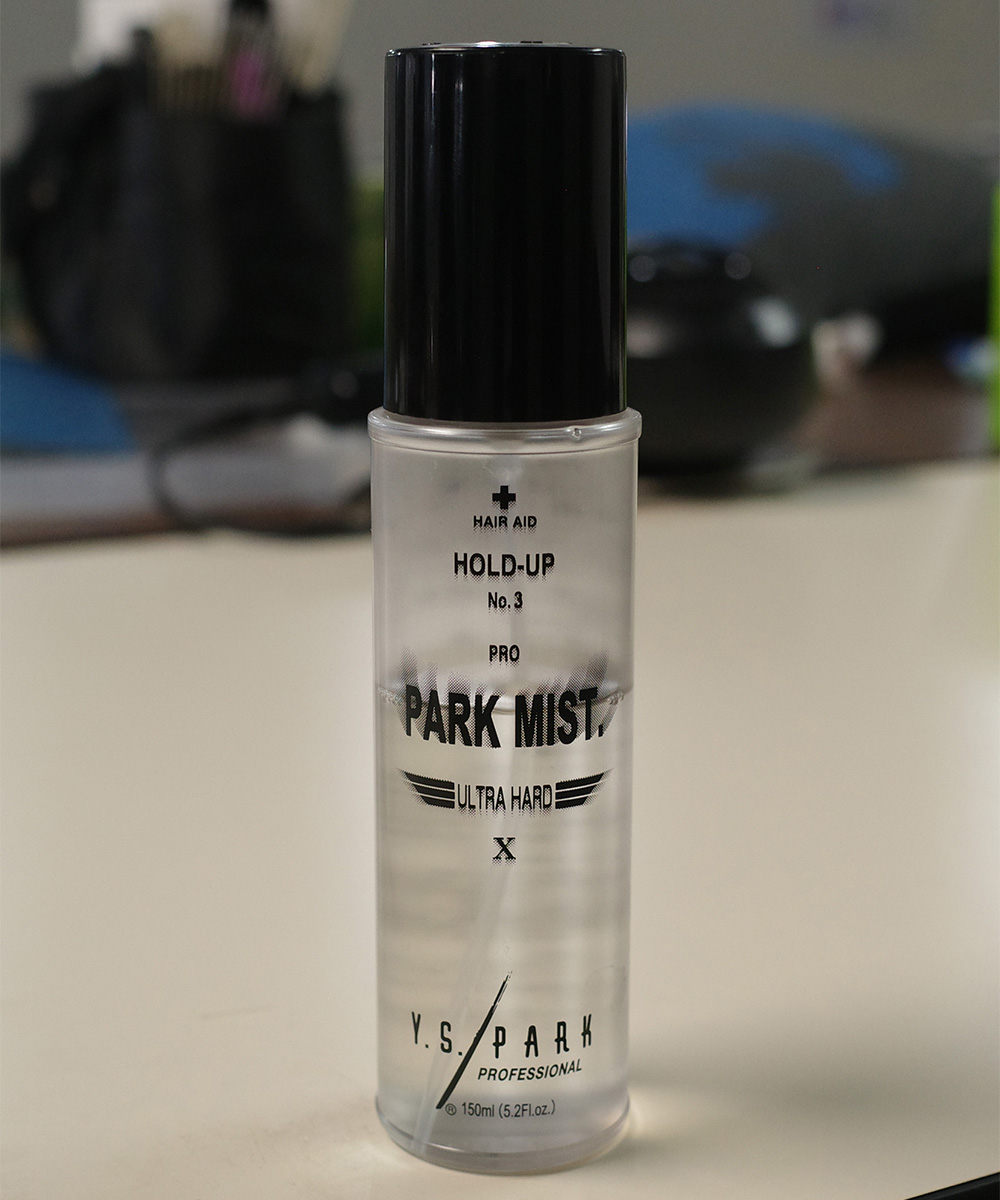 HAIR AID
HOLD-UP
No.3
PRO
PARK MIST.
ULTRA HARD
X
Y.S./PARK
PROFESSIONAL
® 150ml (5.2Fl.oz.)